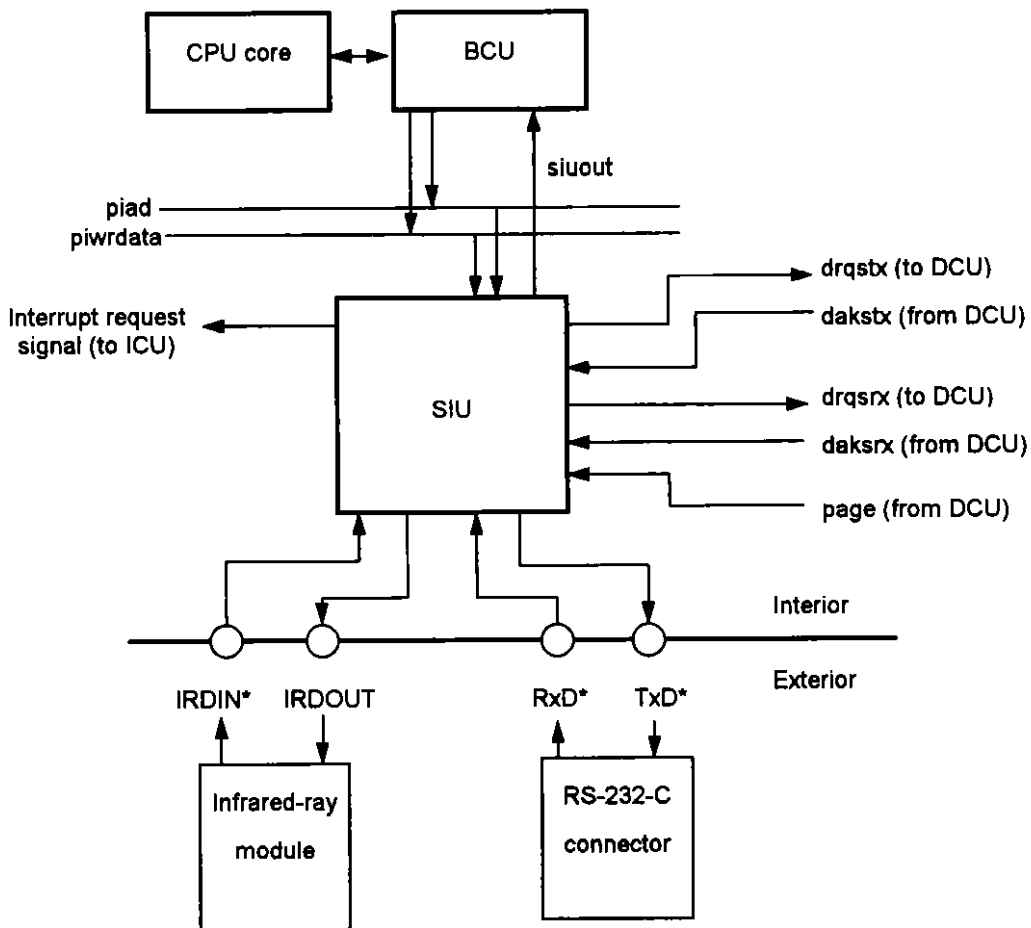 CPU core
BCU
siuout
piad
piwrdata
drqstx (to DCU)
Interrupt request
signal (to ICU)
dakstx (from DCU)
SIU
drqsrx (to DCU)
daksrx (from DCU)
page (from DCU)
Interior
Exterior
IRDIN*
IRDOUT
RxD*
TxD*
Infrared-ray
module
RS-232-C
connector